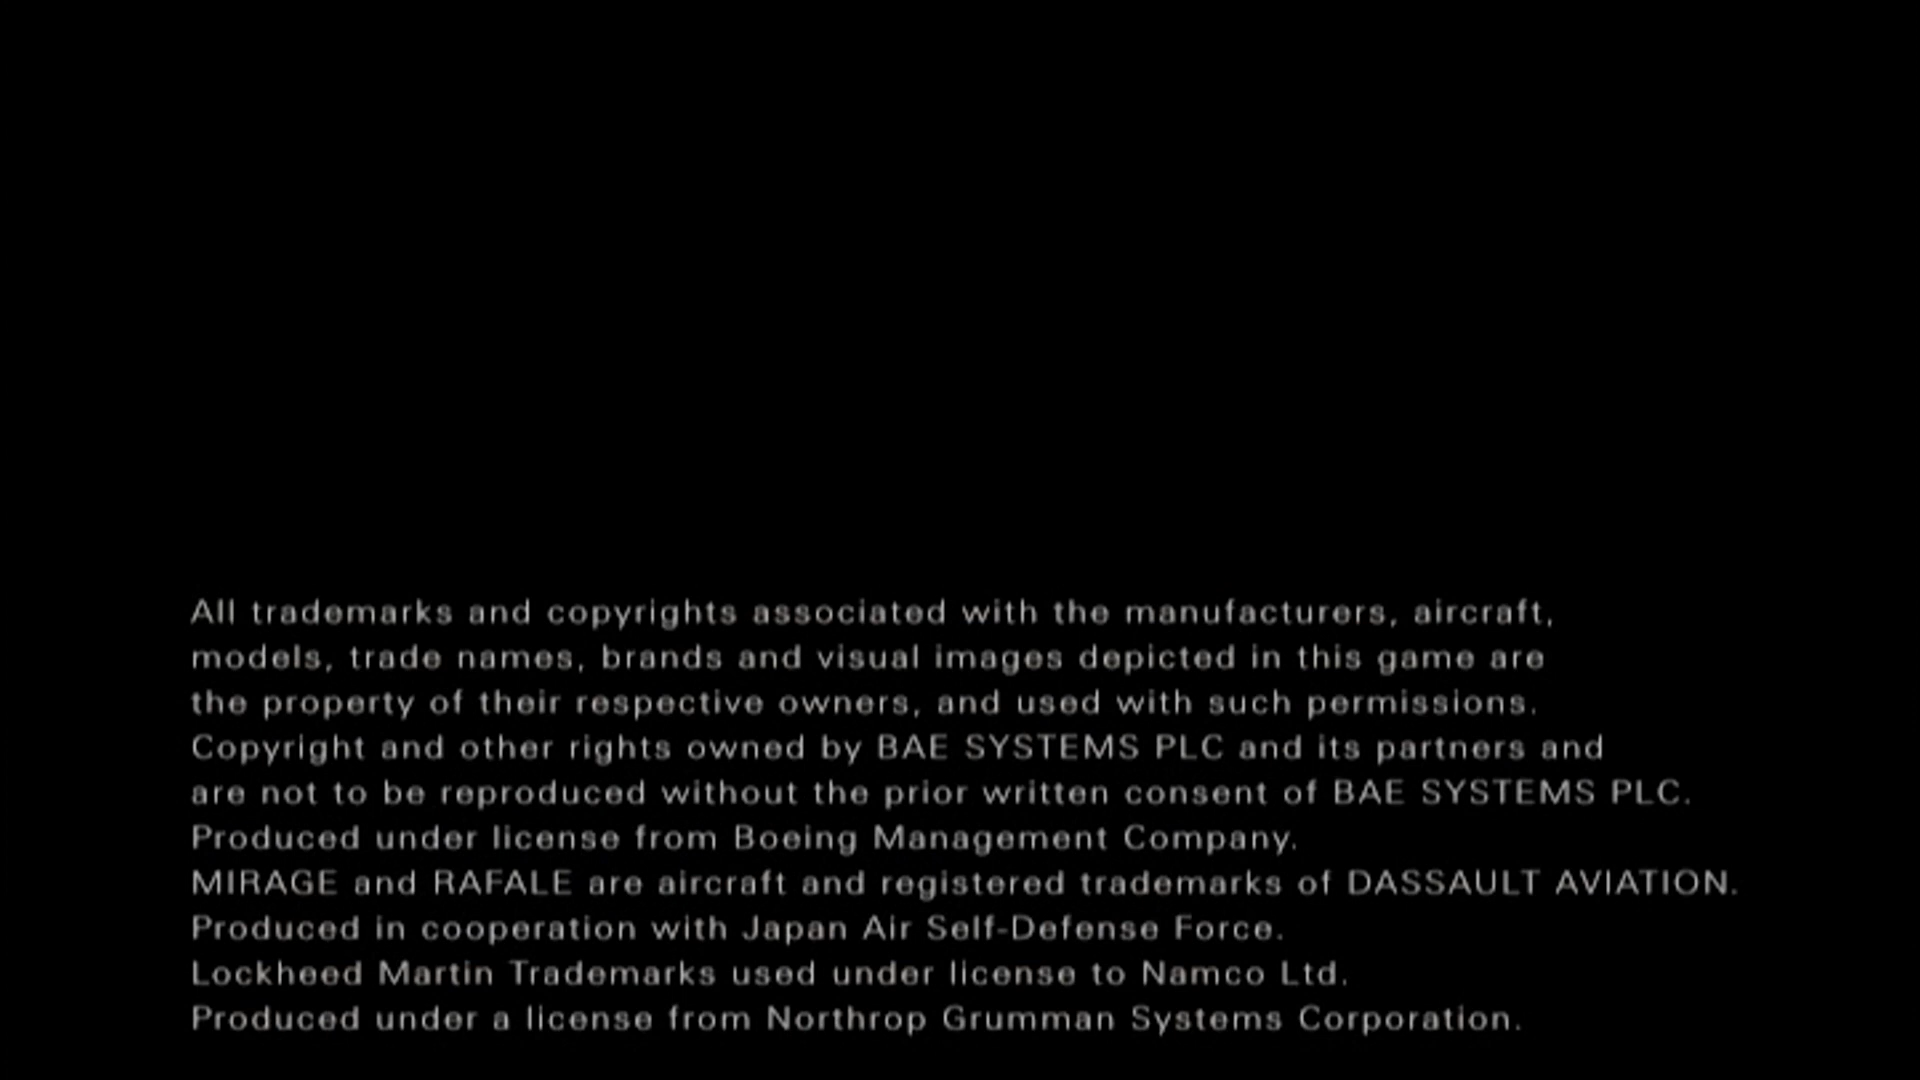 All trademarks and copyrights associated with the manufacturers, aircraft,
models, trade names, brands and visual images depicted in this game are
the property of their respective owners, and used with such permissions.
Copyright and other rights owned by BAE SYSTEMS PLC and its partners and
are not to be reproduced without the prior written consent of BAE SYSTEMS PLC.
Produced under license from Boeing Management Company.
MIRAGE and RAFALE are aircraft and registered trademarks of DASSAULT AVIATION.
Produced in cooperation with Japan Air Self-Defense Force.
Lockheed Martin Trademarks used under license to Namco Ltd.
Produced under a license from Northrop Grumman Systems Corporation.